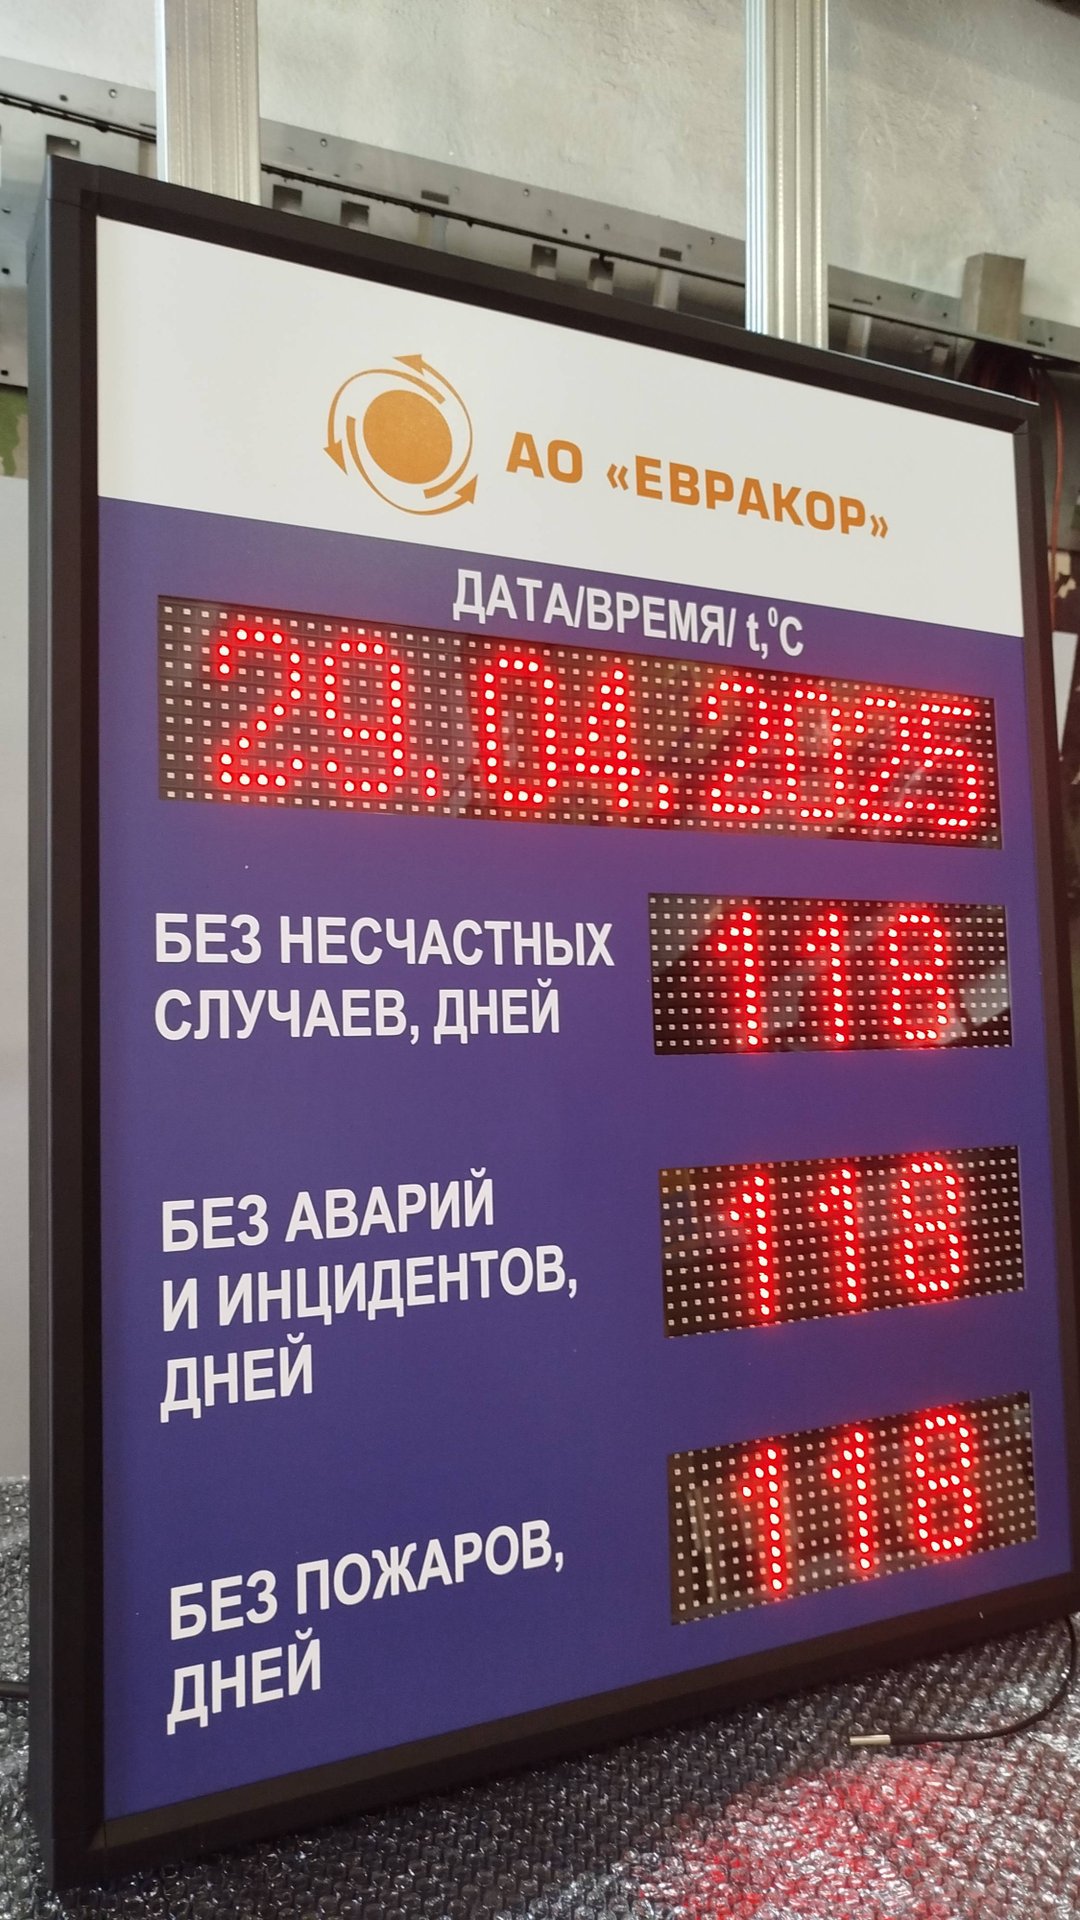 АО «ЕВРАКОР»
ДАТА/ВРЕМЯ/ t,⁰C
29.04.2025
БЕЗ НЕСЧАСТНЫХ
СЛУЧАЕВ, ДНЕЙ
118
БЕЗ АВАРИЙ
И ИНЦИДЕНТОВ,
ДНЕЙ
118
БЕЗ ПОЖАРОВ,
ДНЕЙ
118